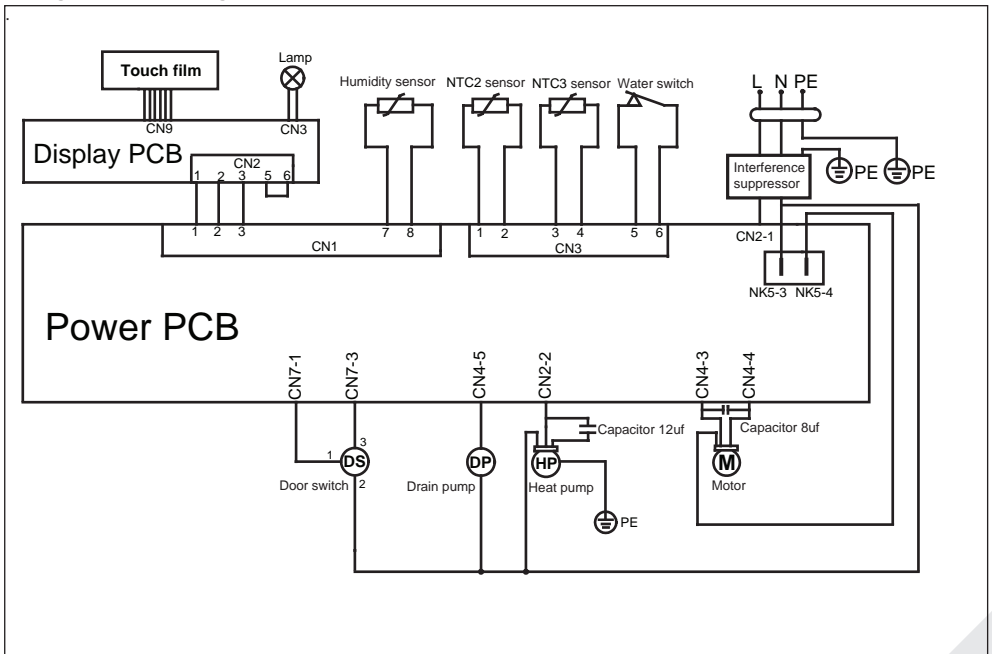 Touch film
Lamp
Humidity sensor
NTC2 sensor
NTC3 sensor
Water switch
L N PE
CN9
CN3
Display PCB
CN2
1 2 3 5 6
Interference
suppressor
PE
PE
1 2 3
7 8
CN1
1 2 3 4 5 6
CN3
CN2-1
NK5-3 NK5-4
Power PCB
CN7-1
CN7-3
CN4-5
CN2-2
CN4-3
CN4-4
Capacitor 12uf
Capacitor 8uf
3
1
DS
2
Door switch
DP
Drain pump
HP
Heat pump
M
Motor
PE